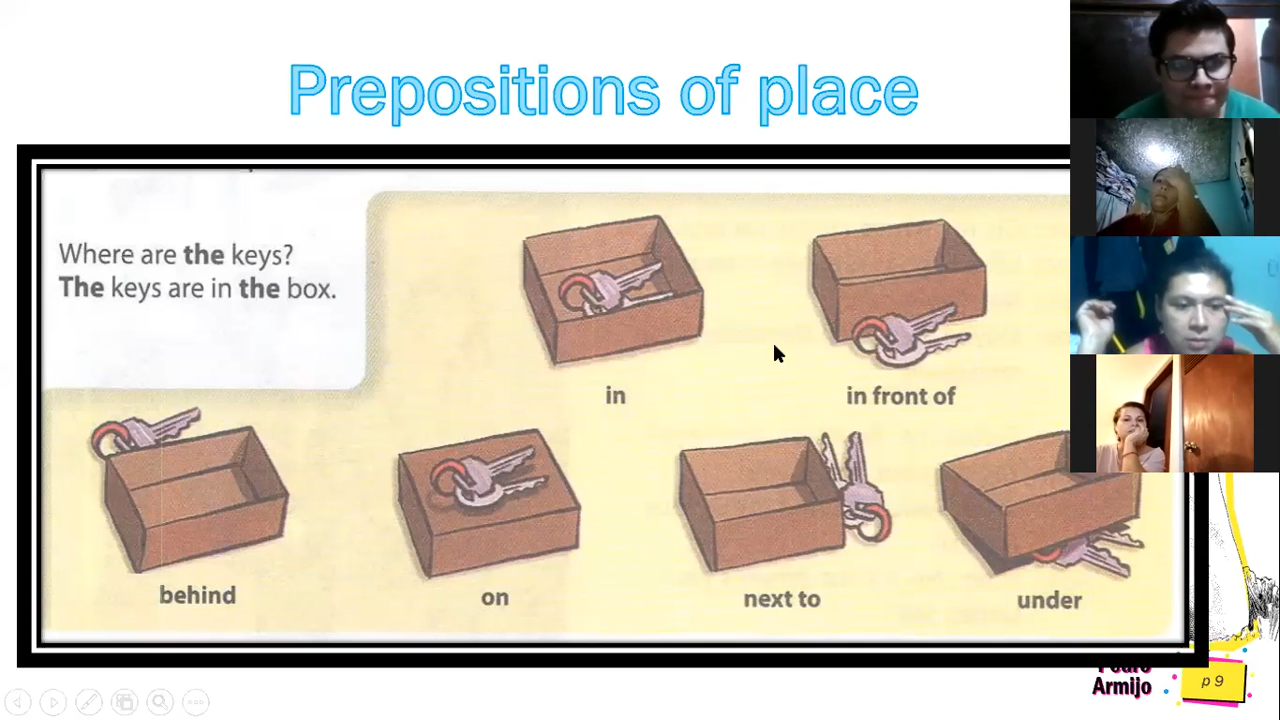 Prepositions of place
Where are the keys?
The keys are in the box.
in
in front of
behind
on
next to
under
Pedro
Armijo
p 9